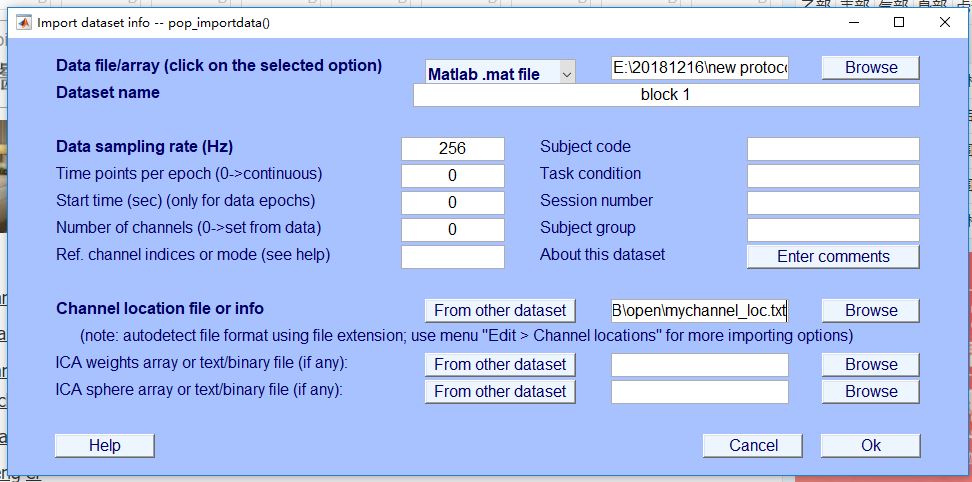 Import dataset info -- pop_importdata()
Data file/array (click on the selected option) Matlab .mat file E:\20181216\new protoco Browse
Dataset name block 1
Data sampling rate (Hz) 256 Subject code
Time points per epoch (0->continuous) 0 Task condition
Start time (sec) (only for data epochs) 0 Session number
Number of channels (0->set from data) 0 Subject group
Ref. channel indices or mode (see help) About this dataset Enter comments
Channel location file or info From other dataset B\open\mychannel_loc.txt Browse
(note: autodetect file format using file extension; use menu "Edit > Channel locations" for more importing options)
ICA weights array or text/binary file (if any): From other dataset Browse
ICA sphere array or text/binary file (if any): From other dataset Browse
Help Cancel Ok